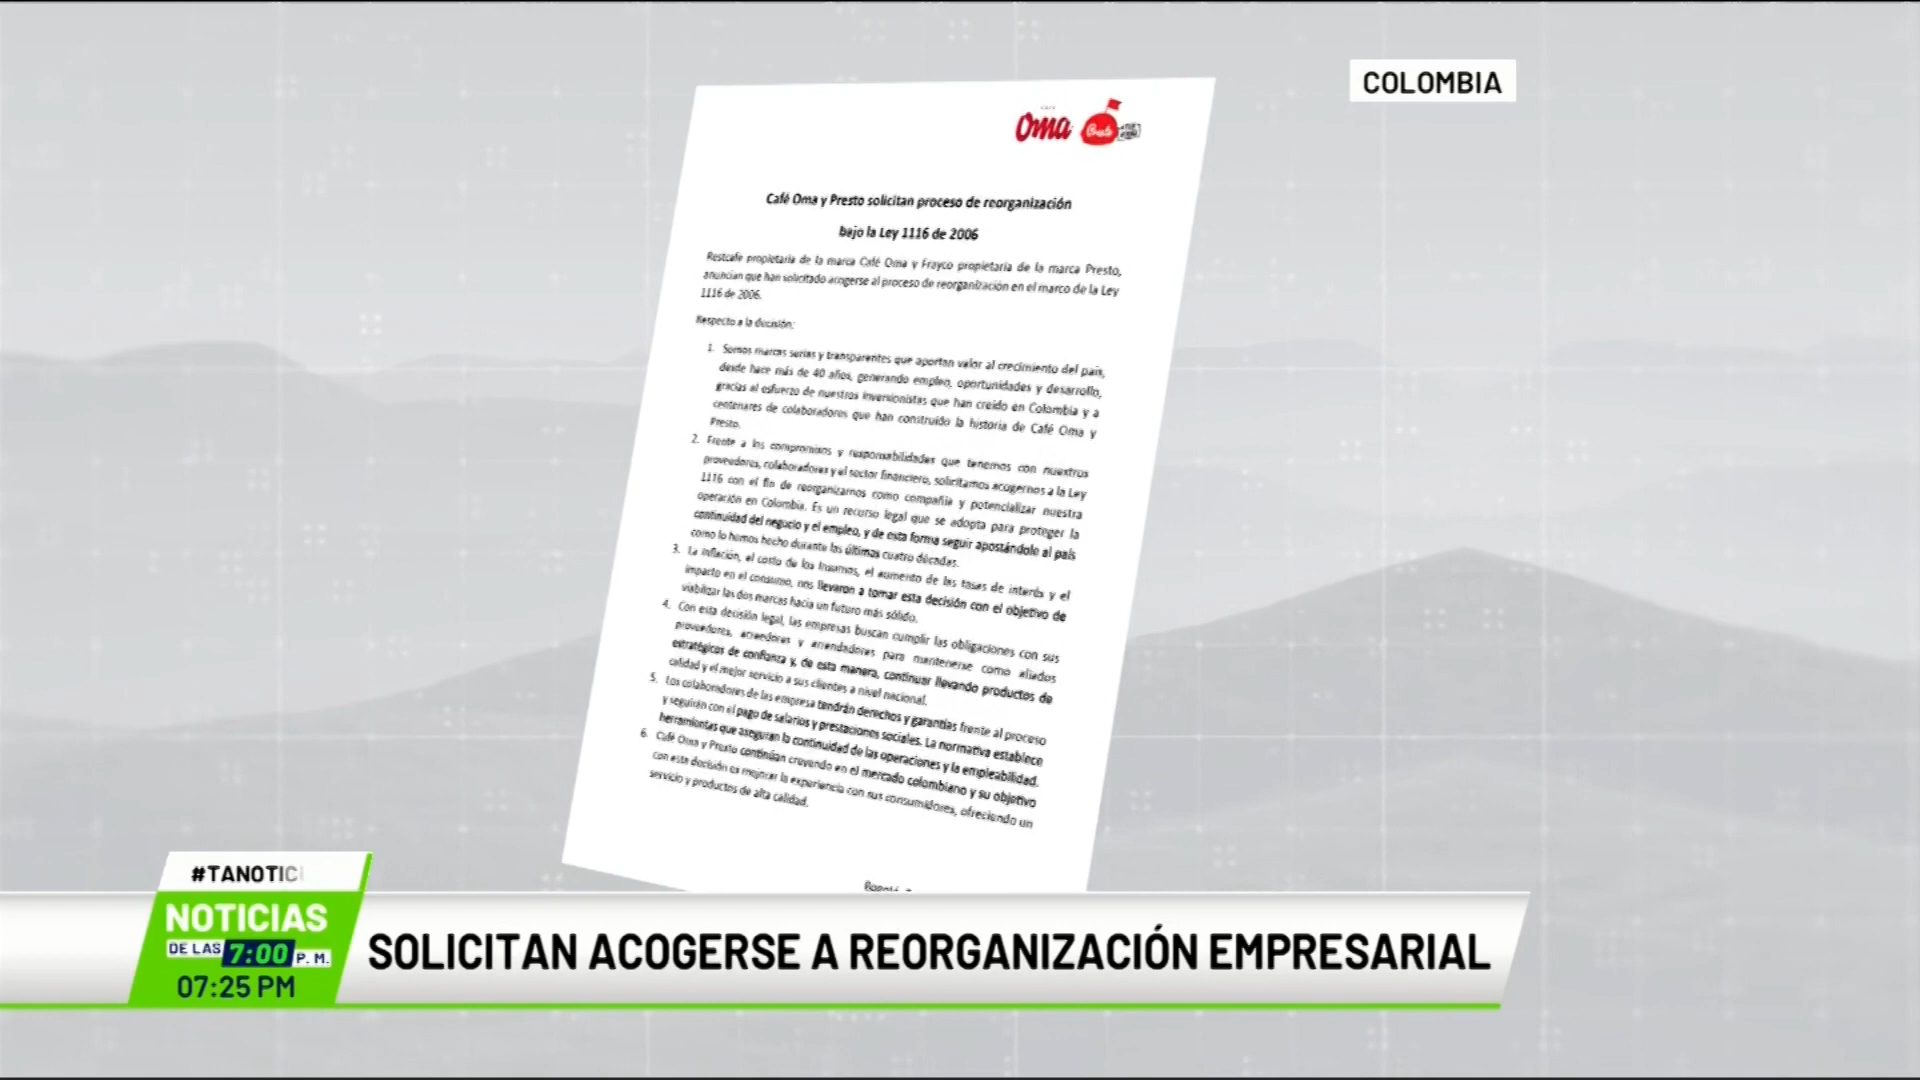 COLOMBIA
Oma
Presto
Café Oma y Presto solicitan proceso de reorganización
bajo la Ley 1116 de 2006
Restcafe propietaria de la marca Café Oma y Frayco propietaria de la marca Presto,
anuncian que han solicitado acogerse al proceso de reorganización en el marco de la Ley
1116 de 2006.
Respecto a la decisión:
1. Somos marcas serias y transparentes que aportan valor al crecimiento del país,
desde hace más de 40 años, generando empleo, oportunidades y desarrollo,
gracias al esfuerzo de nuestros inversionistas que han creído en Colombia y a
centenares de colaboradores que han construido la historia de Café Oma y
Presto.
2. Frente a los compromisos y responsabilidades que tenemos con nuestros
proveedores, colaboradores y el sector financiero, solicitamos acogernos a la Ley
1116 con el fin de reorganizarnos como compañía y potencializar nuestra
operación en Colombia. Es un recurso legal que se adopta para proteger la
continuidad del negocio y el empleo, y de esta forma seguir apostándole al país
como lo hemos hecho durante las últimas cuatro décadas.
3. La inflación, el costo de los insumos, el aumento de las tasas de interés y el
impacto en el consumo, nos llevaron a tomar esta decisión con el objetivo de
viabilizar las dos marcas hacia un futuro más sólido.
4. Con esta decisión legal, las empresas buscan cumplir las obligaciones con sus
proveedores, acreedores y arrendadores para mantenerse como aliados
estratégicos de confianza y, de esta manera, continuar llevando productos de
calidad y el mejor servicio a sus clientes a nivel nacional.
5. Los colaboradores de las empresa tendrán derechos y garantías frente al proceso
y seguirán con el pago de salarios y prestaciones sociales. La normativa establece
herramientas que aseguran la continuidad de las operaciones y la empleabilidad.
6. Café Oma y Presto continúan creyendo en el mercado colombiano y su objetivo
con esta decisión es mejorar la experiencia con sus consumidores, ofreciendo un
servicio y productos de alta calidad.
#TANOTICI
NOTICIAS
DE LAS 7:00 P. M.
07:25 PM
SOLICITAN ACOGERSE A REORGANIZACIÓN EMPRESARIAL